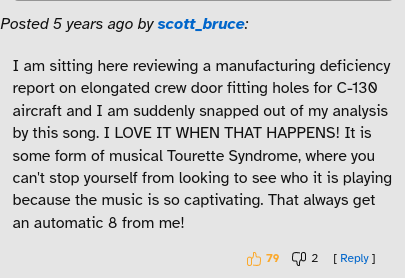 Posted 5 years ago by scott_bruce:
I am sitting here reviewing a manufacturing deficiency
report on elongated crew door fitting holes for C-130
aircraft and I am suddenly snapped out of my analysis
by this song. I LOVE IT WHEN THAT HAPPENS! It is
some form of musical Tourette Syndrome, where you
can't stop yourself from looking to see who it is playing
because the music is so captivating. That always get
an automatic 8 from me!
79 2 [ Reply ]